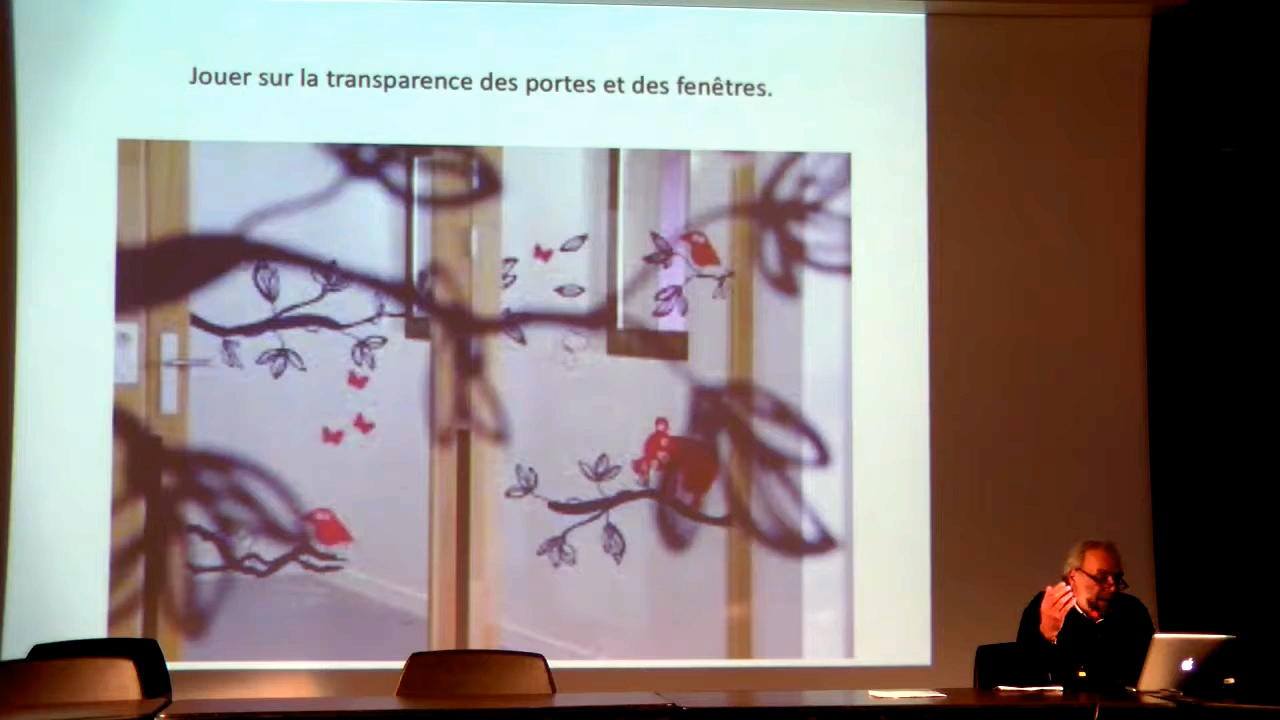 Jouer sur la transparence des portes et des fenêtres.